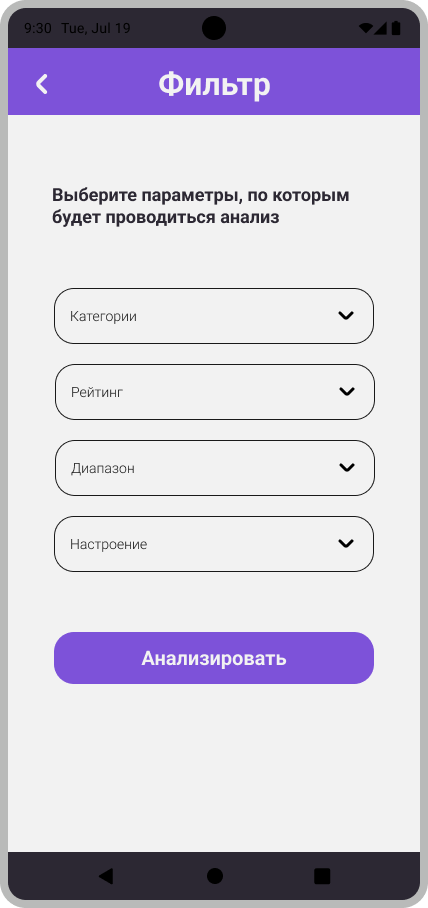 9:30 Tue, Jul 19
Фильтр
Выберите параметры, по которым
будет проводиться анализ
Категории
Рейтинг
Диапазон
Настроение
Анализировать